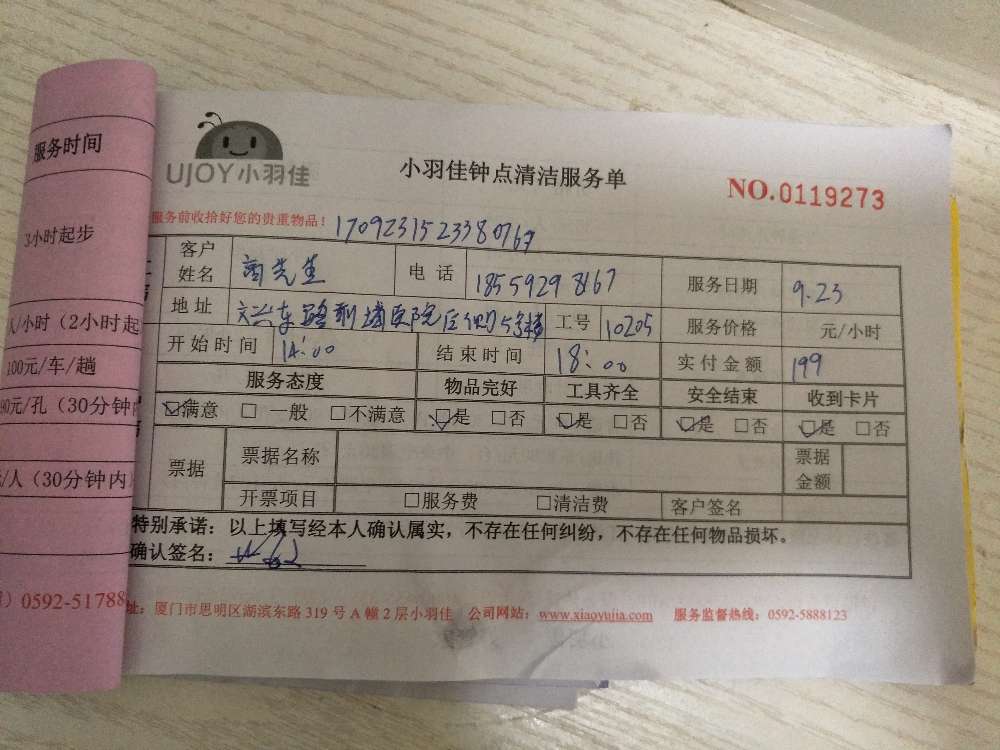 服务时间
3小时起步
人/小时（2小时起
100元/车/趟
80元/孔（30分钟
/人（30分钟内
0592-51788
UJOY小羽佳
小羽佳钟点清洁服务单
NO.0119273
服务前收拾好您的贵重物品！
1709231523380767
客户姓名 先生 电话 1855929 8167 服务日期 9.23
地址 东路 医院 工号 10205 服务价格 元/小时
开始时间 14:00 结束时间 18:00 实付金额 199
服务态度 物品完好 工具齐全 安全结束 收到卡片
☑满意 □ 一般 □不满意 ☑是 □否 ☑是 □否 ☑是 □否 ☑是 □否
票据 票据名称 票据金额
开票项目 □服务费 □清洁费 客户签名
特别承诺：以上填写经本人确认属实，不存在任何纠纷，不存在任何物品损坏。
确认签名：
址：厦门市思明区湖滨东路 319 号 A 幢 2 层小羽佳 公司网站：www.xiaoyujia.com 服务监督热线：0592-5888123